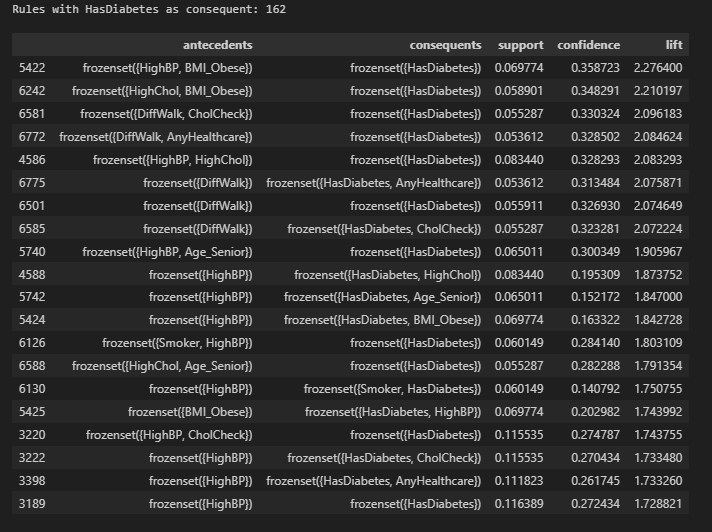 Rules with HasDiabetes as consequent: 162
antecedents consequents support confidence lift
5422 frozenset({HighBP, BMI_Obese}) frozenset({HasDiabetes}) 0.069774 0.358723 2.276400
6242 frozenset({HighChol, BMI_Obese}) frozenset({HasDiabetes}) 0.058901 0.348291 2.210197
6581 frozenset({DiffWalk, CholCheck}) frozenset({HasDiabetes}) 0.055287 0.330324 2.096183
6772 frozenset({DiffWalk, AnyHealthcare}) frozenset({HasDiabetes}) 0.053612 0.328502 2.084624
4586 frozenset({HighBP, HighChol}) frozenset({HasDiabetes}) 0.083440 0.328293 2.083293
6775 frozenset({DiffWalk}) frozenset({HasDiabetes, AnyHealthcare}) 0.053612 0.313484 2.075871
6501 frozenset({DiffWalk}) frozenset({HasDiabetes}) 0.055911 0.326930 2.074649
6585 frozenset({DiffWalk}) frozenset({HasDiabetes, CholCheck}) 0.055287 0.323281 2.072224
5740 frozenset({HighBP, Age_Senior}) frozenset({HasDiabetes}) 0.065011 0.300349 1.905967
4588 frozenset({HighBP}) frozenset({HasDiabetes, HighChol}) 0.083440 0.195309 1.873752
5742 frozenset({HighBP}) frozenset({HasDiabetes, Age_Senior}) 0.065011 0.152172 1.847000
5424 frozenset({HighBP}) frozenset({HasDiabetes, BMI_Obese}) 0.069774 0.163322 1.842728
6126 frozenset({Smoker, HighBP}) frozenset({HasDiabetes}) 0.060149 0.284140 1.803109
6588 frozenset({HighChol, Age_Senior}) frozenset({HasDiabetes}) 0.055287 0.282288 1.791354
6130 frozenset({HighBP}) frozenset({Smoker, HasDiabetes}) 0.060149 0.140792 1.750755
5425 frozenset({BMI_Obese}) frozenset({HasDiabetes, HighBP}) 0.069774 0.202982 1.743992
3220 frozenset({HighBP, CholCheck}) frozenset({HasDiabetes}) 0.115535 0.274787 1.743755
3222 frozenset({HighBP}) frozenset({HasDiabetes, CholCheck}) 0.115535 0.270434 1.733480
3398 frozenset({HighBP}) frozenset({HasDiabetes, AnyHealthcare}) 0.111823 0.261745 1.733260
3189 frozenset({HighBP}) frozenset({HasDiabetes}) 0.116389 0.272434 1.728821